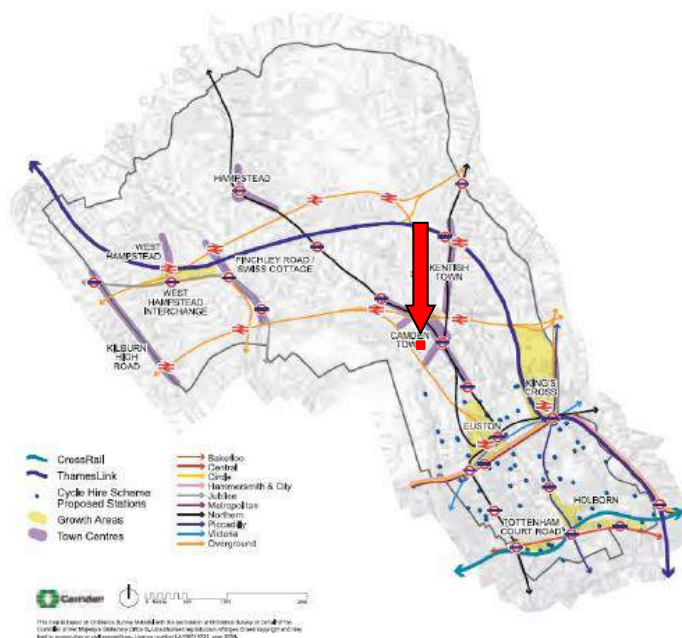 HAMPSTEAD
WEST
HAMPSTEAD
FINCHLEY ROAD /
SWISS COTTAGE
KENTISH
TOWN
WEST
HAMPSTEAD
INTERCHANGE
CAMDEN
TOWN
KILBURN
HIGH
ROAD
KING'S
CROSS
EUSTON
HOLBORN
TOTTENHAM
COURT ROAD
CrossRail
ThamesLink
Cycle Hire Scheme
Proposed Stations
Growth Areas
Town Centres
Bakerloo
Central
Circle
Hammersmith & City
Jubilee
Metropolitan
Northern
Piccadilly
Victoria
Overground
Camden